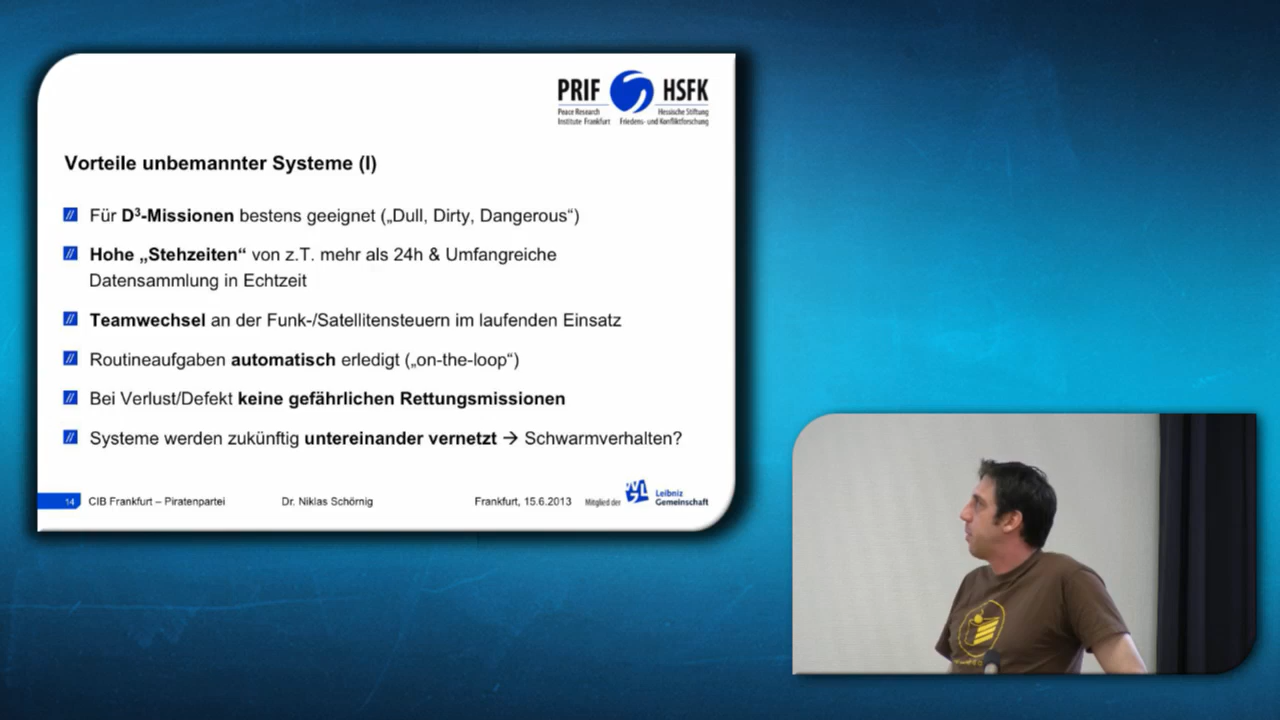 PRIF HSFK
Peace Research Hessische Stiftung
Institute Frankfurt Friedens- und Konfliktforschung
Vorteile unbemannter Systeme (I)
Für D³-Missionen bestens geeignet („Dull, Dirty, Dangerous“)
Hohe „Stehzeiten“ von z.T. mehr als 24h & Umfangreiche
Datensammlung in Echtzeit
Teamwechsel an der Funk-/Satellitensteuern im laufenden Einsatz
Routineaufgaben automatisch erledigt („on-the-loop“)
Bei Verlust/Defekt keine gefährlichen Rettungsmissionen
Systeme werden zukünftig untereinander vernetzt → Schwarmverhalten?
14 CIB Frankfurt – Piratenpartei Dr. Niklas Schörnig Frankfurt, 15.6.2013 Mitglied der Leibniz
Gemeinschaft